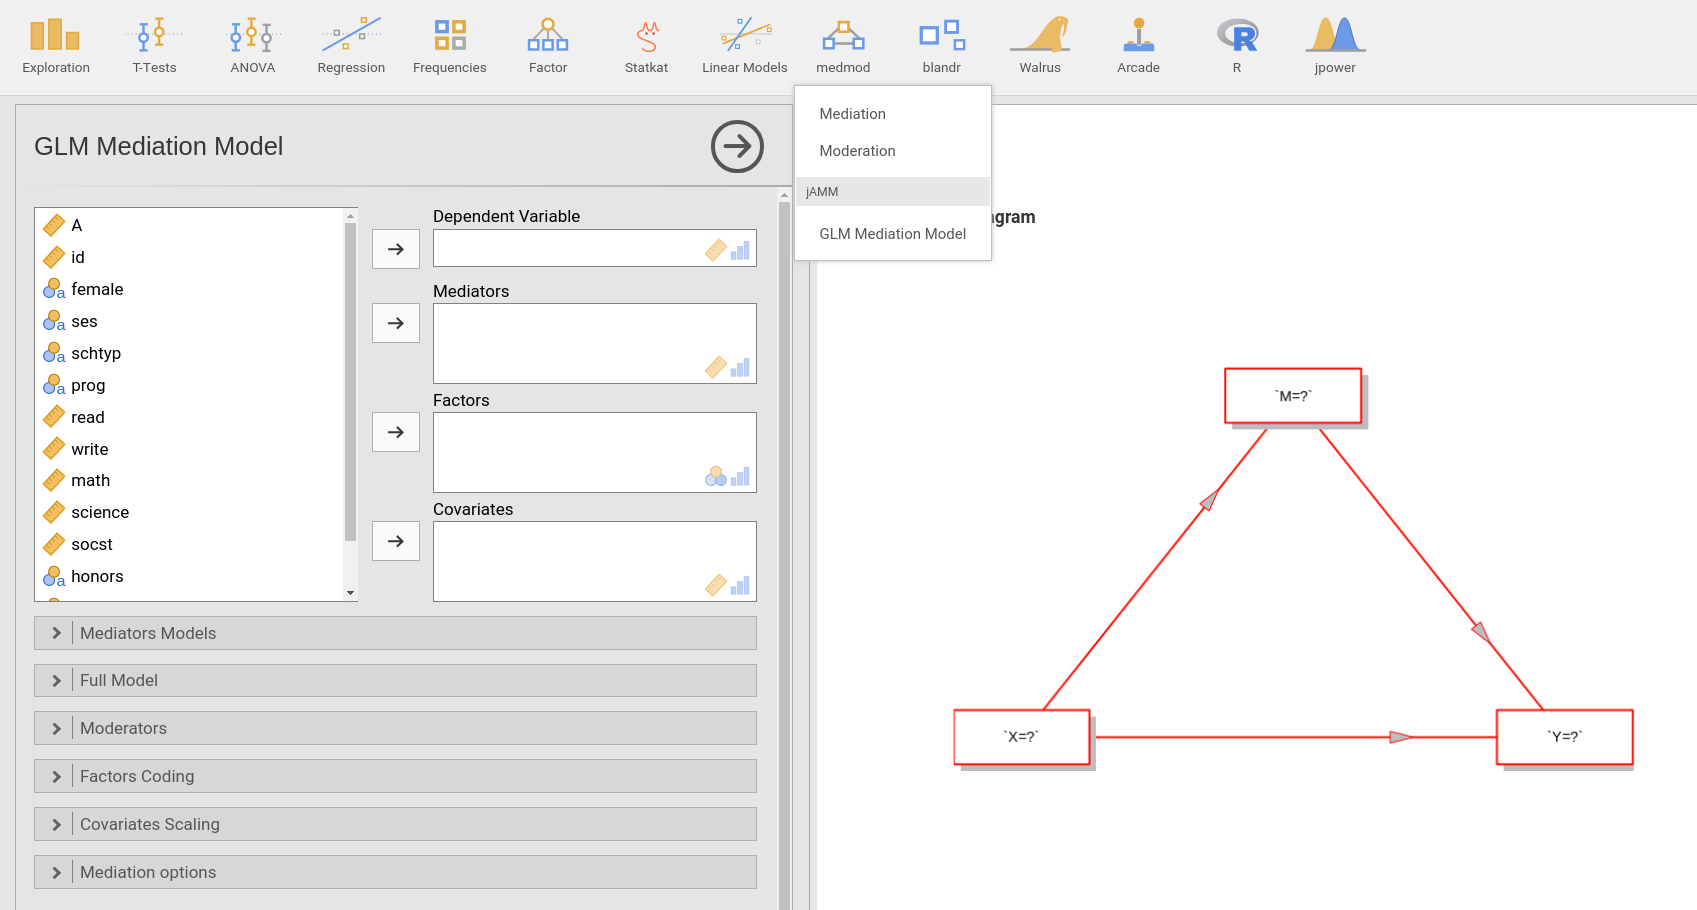 Exploration
T-Tests
ANOVA
Regression
Frequencies
Factor
Statkat
Linear Models
medmod
blandr
Walrus
Arcade
R
jpower
Mediation
Moderation
jAMM
GLM Mediation Model
GLM Mediation Model
A
id
a female
a ses
a schtyp
a prog
read
write
math
science
socst
a honors
Dependent Variable
Mediators
Factors
Covariates
Mediators Models
Full Model
Moderators
Factors Coding
Covariates Scaling
Mediation options
agram
`M=?`
`X=?`
`Y=?`